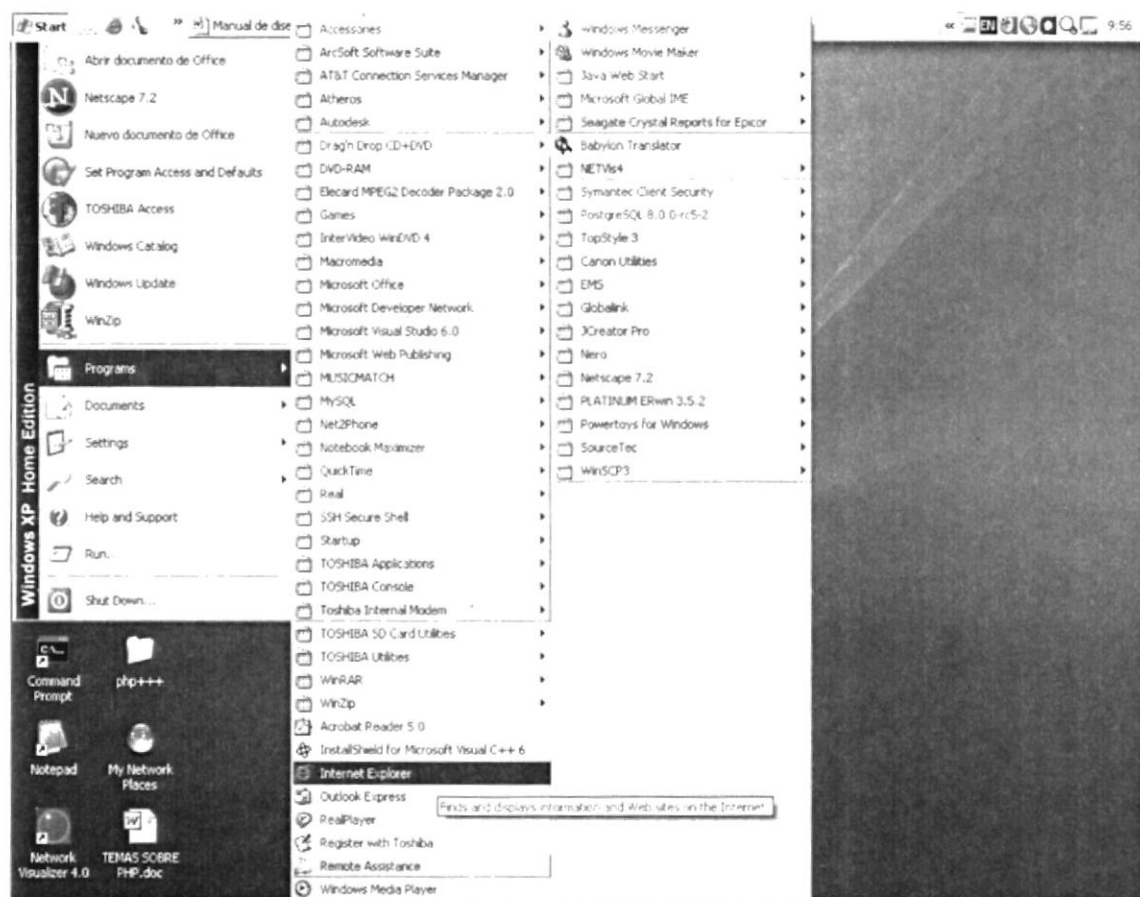 Start
»
Manual de dise
«
EN
9:56
Abrir documento de Office
Netscape 7.2
Nuevo documento de Office
Set Program Access and Defaults
TOSHIBA Access
Windows Catalog
Windows Update
WinZip
Programs
Documents
Settings
Search
Help and Support
Run...
Shut Down...
Windows XP Home Edition
Accessories
ArcSoft Software Suite
AT&T Connection Services Manager
Atheros
Autodesk
Drag'n Drop CD+DVD
DVD-RAM
Elecard MPEG2 Decoder Package 2.0
Games
InterVideo WinDVD 4
Macromedia
Microsoft Office
Microsoft Developer Network
Microsoft Visual Studio 6.0
Microsoft Web Publishing
MUSICMATCH
MySQL
Net2Phone
Notebook Maximizer
QuickTime
Real
SSH Secure Shell
Startup
TOSHIBA Applications
TOSHIBA Console
Toshiba Internal Modem
TOSHIBA SD Card Utilities
TOSHIBA Utilities
WinRAR
WinZip
Acrobat Reader 5.0
InstallShield for Microsoft Visual C++ 6
Internet Explorer
Outlook Express
RealPlayer
Register with Toshiba
Remote Assistance
Windows Media Player
Windows Messenger
Windows Movie Maker
Java Web Start
Microsoft Global IME
Seagate Crystal Reports for Epicor
Babylon Translator
NETVis4
Symantec Client Security
PostgreSQL 8.0.0-rc5-2
TopStyle 3
Canon Utilities
EMS
Globalink
JCreator Pro
Nero
Netscape 7.2
PLATINUM ERwin 3.5.2
Powertoys for Windows
SourceTec
WinSCP3
Finds and displays information and Web sites on the Internet.
Command Prompt
php+++
Notepad
My Network Places
Network Visualizer 4.0
TEMAS SOBRE PHP.doc